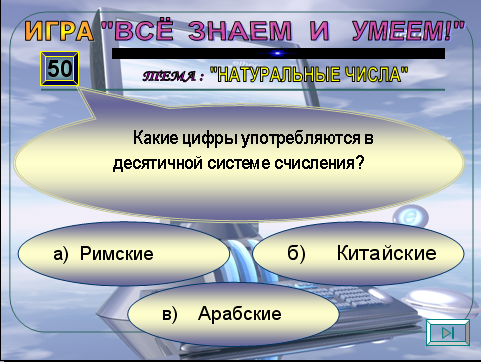 ИГРА "ВСЁ ЗНАЕМ И УМЕЕМ!"
50
ТЕМА : "НАТУРАЛЬНЫЕ ЧИСЛА"
Какие цифры употребляются в
десятичной системе счисления?
а) Римские
б) Китайские
в) Арабские